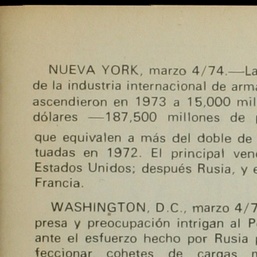 NUEVA YORK, marzo 4/74.—La
de la industria internacional de arma
ascendieron en 1973 a 15,000 mil
dólares —187,500 millones de
que equivalen a más del doble de
tuadas en 1972. El principal ven
Estados Unidos; después Rusia, y e
Francia.
WASHINGTON, D.C., marzo 4/7
presa y preocupación intrigan al P
ante el esfuerzo hecho por Rusia
feccionar cohetes de cargas m